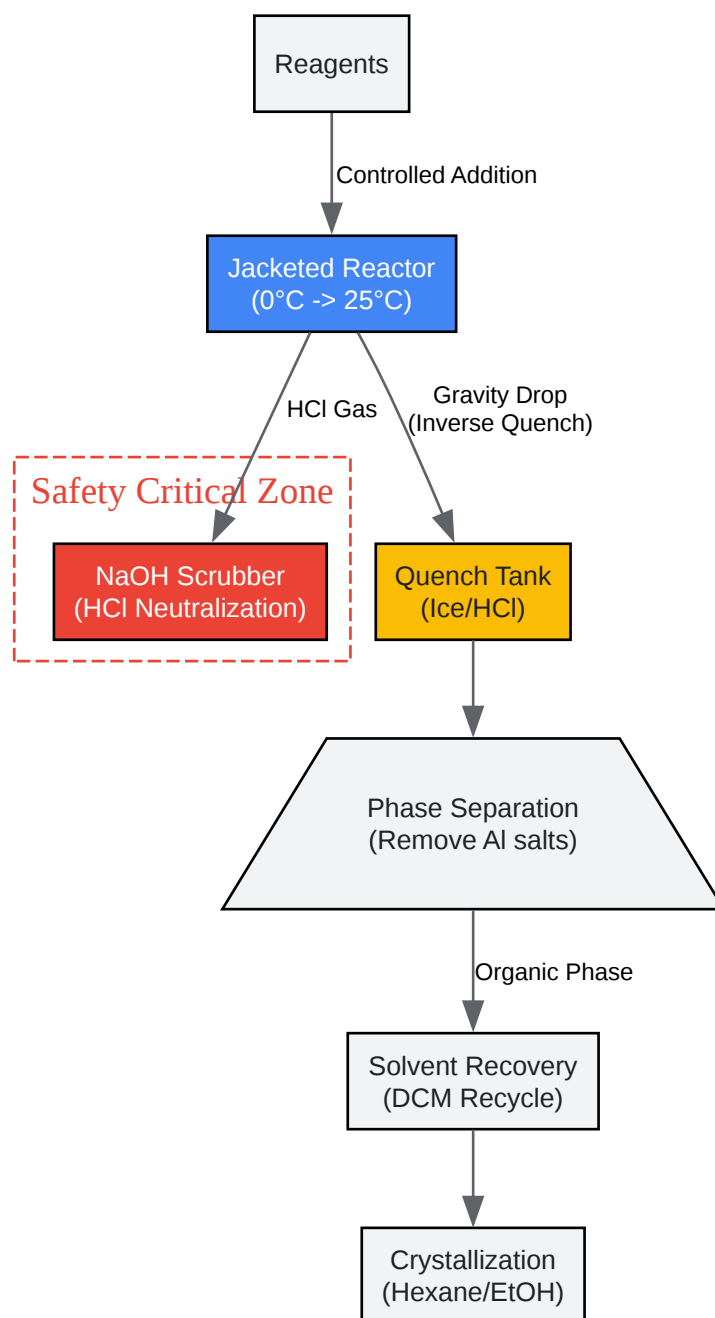 Reagents
Controlled Addition
Jacketed Reactor
(0°C -> 25°C)
HCl Gas
Gravity Drop
(Inverse Quench)
Safety Critical Zone
NaOH Scrubber
(HCl Neutralization)
Quench Tank
(Ice/HCl)
Phase Separation
(Remove Al salts)
Organic Phase
Solvent Recovery
(DCM Recycle)
Crystallization
(Hexane/EtOH)